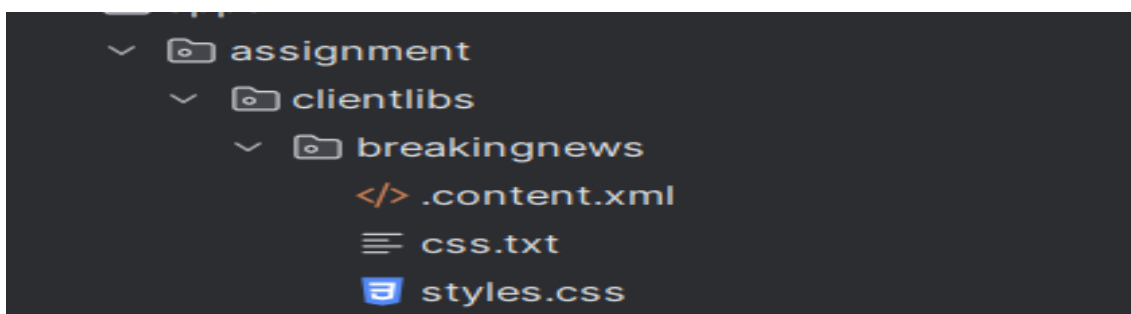 assignment
clientlibs
breakingnews
.content.xml
css.txt
styles.css